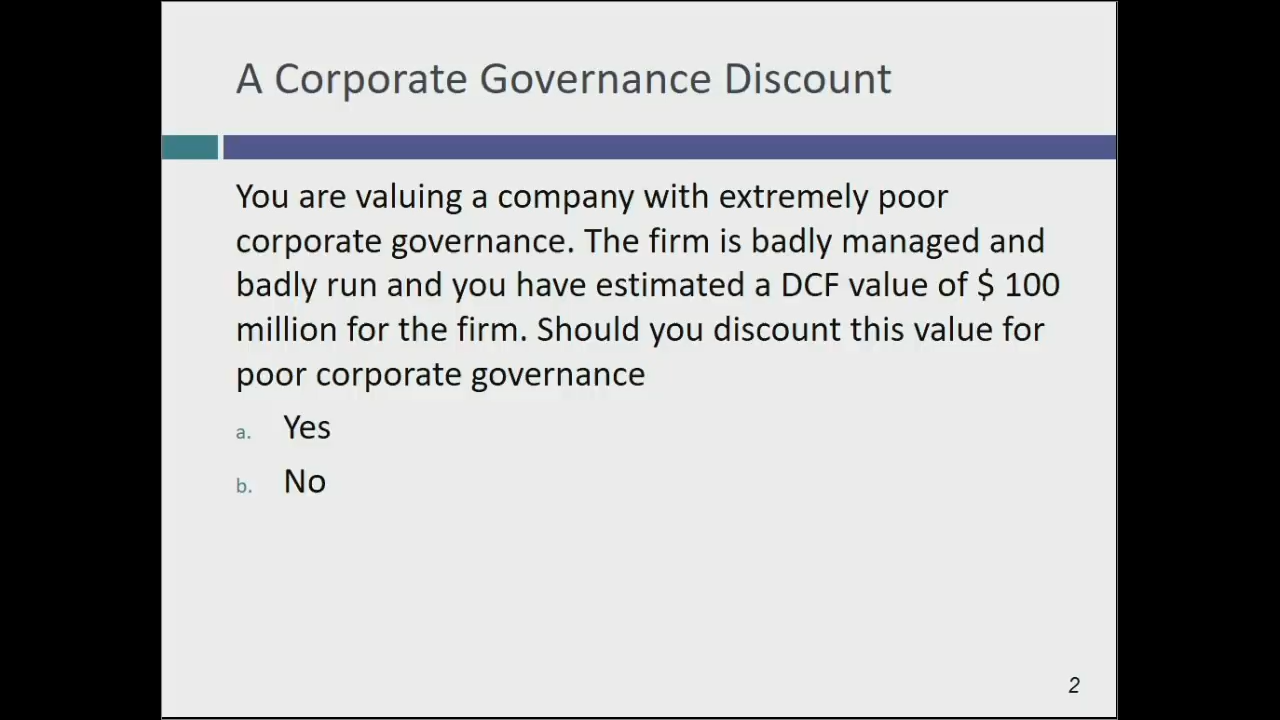 A Corporate Governance Discount
You are valuing a company with extremely poor
corporate governance. The firm is badly managed and
badly run and you have estimated a DCF value of $ 100
million for the firm. Should you discount this value for
poor corporate governance
a. Yes
b. No
2